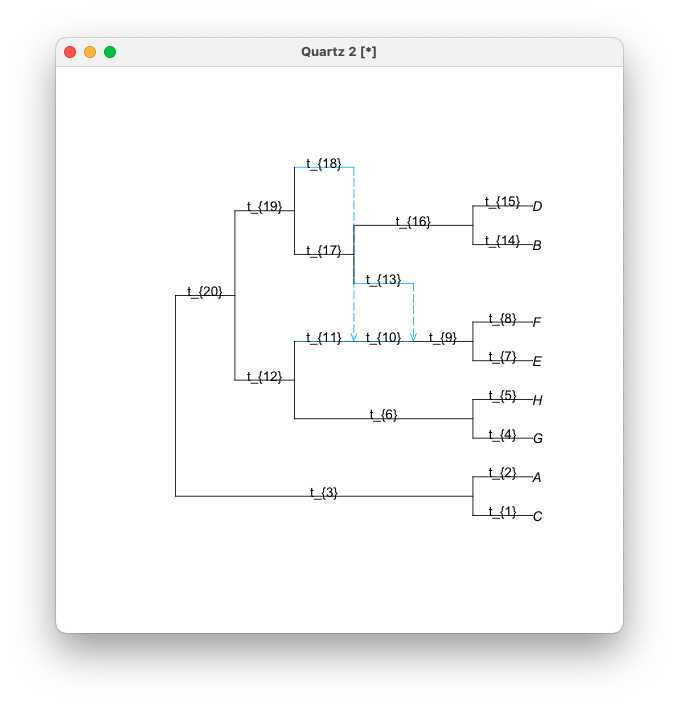 Quartz 2 [*]
t_{18}
t_{15} D
t_{19}
t_{16}
t_{14} B
t_{17}
t_{13}
t_{20}
t_{8} F
t_{11} t_{10} t_{9}
t_{7} E
t_{12}
t_{5} H
t_{6}
t_{4} G
t_{2} A
t_{3}
t_{1} C